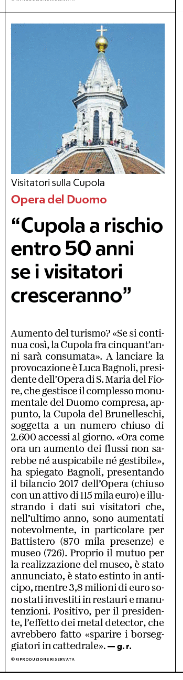 Visitatori sulla Cupola
Opera del Duomo
“Cupola a rischio
entro 50 anni
se i visitatori
cresceranno”
Aumento del turismo? «Se si conti-
nua così, la Cupola fra cinquant’an-
ni sarà consumata». A lanciare la
provocazione è Luca Bagnoli, presi-
dente dell’Opera di S. Maria del Fio-
re, che gestisce il complesso monu-
mentale del Duomo compresa, ap-
punto, la Cupola del Brunelleschi,
soggetta a un numero chiuso di
2.600 accessi al giorno. «Ora come
ora un aumento dei flussi non sa-
rebbe né auspicabile né gestibile»,
ha spiegato Bagnoli, presentando
il bilancio 2017 dell’Opera (chiuso
con un attivo di 115 mila euro) e illu-
strando i dati sui visitatori che,
nell’ultimo anno, sono aumentati
notevolmente, in particolare per
Battistero (870 mila presenze) e
museo (726). Proprio il mutuo per
la realizzazione del museo, è stato
annunciato, è stato estinto in anti-
cipo, mentre 3,8 milioni di euro so-
no stati investiti in restauri e manu-
tenzioni. Positivo, per il presiden-
te, l’effetto dei metal detector, che
avrebbero fatto «sparire i borseg-
giatori in cattedrale». — g. r.
©RIPRODUZIONE RISERVATA